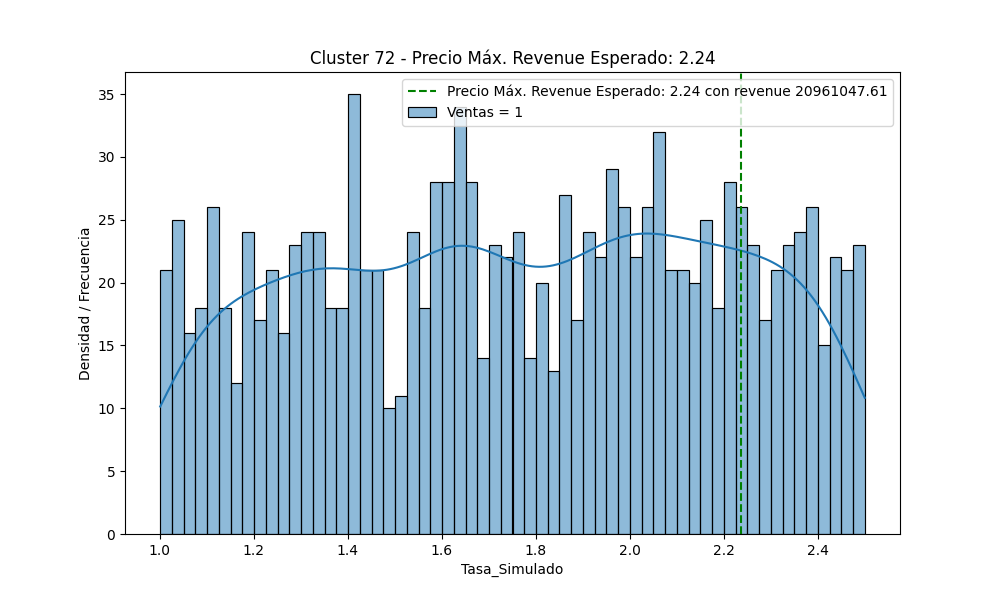 Cluster 72 - Precio Máx. Revenue Esperado: 2.24
Precio Máx. Revenue Esperado: 2.24 con revenue 20961047.61
Ventas = 1
Densidad / Frecuencia
35
30
25
20
15
10
5
0
1.0 1.2 1.4 1.6 1.8 2.0 2.2 2.4
Tasa_Simulado